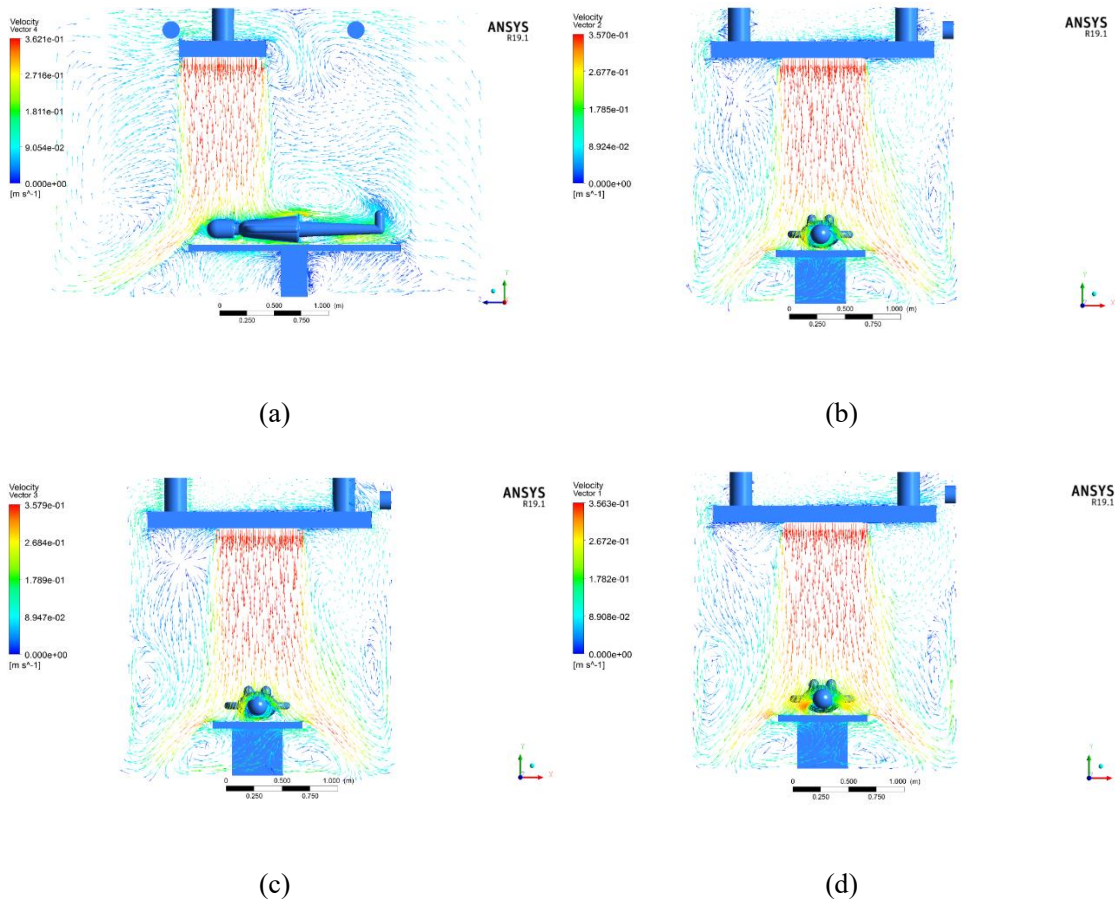 Velocity
Vector 4
3.621e-01
2.716e-01
1.811e-01
9.054e-02
0.000e+00
[m s^-1]
ANSYS
R19.1
0 0.500 1.000 (m)
0.250 0.750
Y
Z
(a)
Velocity
Vector 2
3.570e-01
2.677e-01
1.785e-01
8.924e-02
0.000e+00
[m s^-1]
ANSYS
R19.1
0 0.500 1.000 (m)
0.250 0.750
Y
X
(b)
Velocity
Vector 3
3.579e-01
2.684e-01
1.789e-01
8.947e-02
0.000e+00
[m s^-1]
ANSYS
R19.1
0 0.500 1.000 (m)
0.250 0.750
Y
X
(c)
Velocity
Vector 1
3.563e-01
2.672e-01
1.782e-01
8.908e-02
0.000e+00
[m s^-1]
ANSYS
R19.1
0 0.500 1.000 (m)
0.250 0.750
Y
(d)